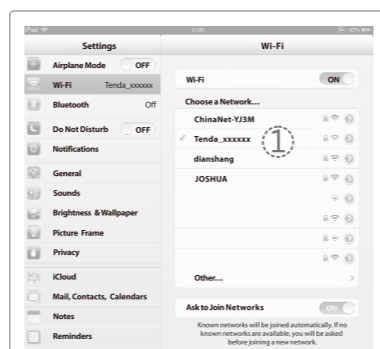 iPad
Settings
Airplane Mode OFF
Wi-Fi Tenda_xxxxxx
Bluetooth Off
Do Not Disturb OFF
Notifications
General
Sounds
Brightness & Wallpaper
Picture Frame
Privacy
iCloud
Mail, Contacts, Calendars
Notes
Reminders
Wi-Fi
Wi-Fi ON
Choose a Network...
ChinaNet-YJ3M
Tenda_xxxxxx
1
dianshang
JOSHUA
Other...
Ask to Join Networks ON
Known networks will be joined automatically. If no
known networks are available, you will be asked
before joining a new network.